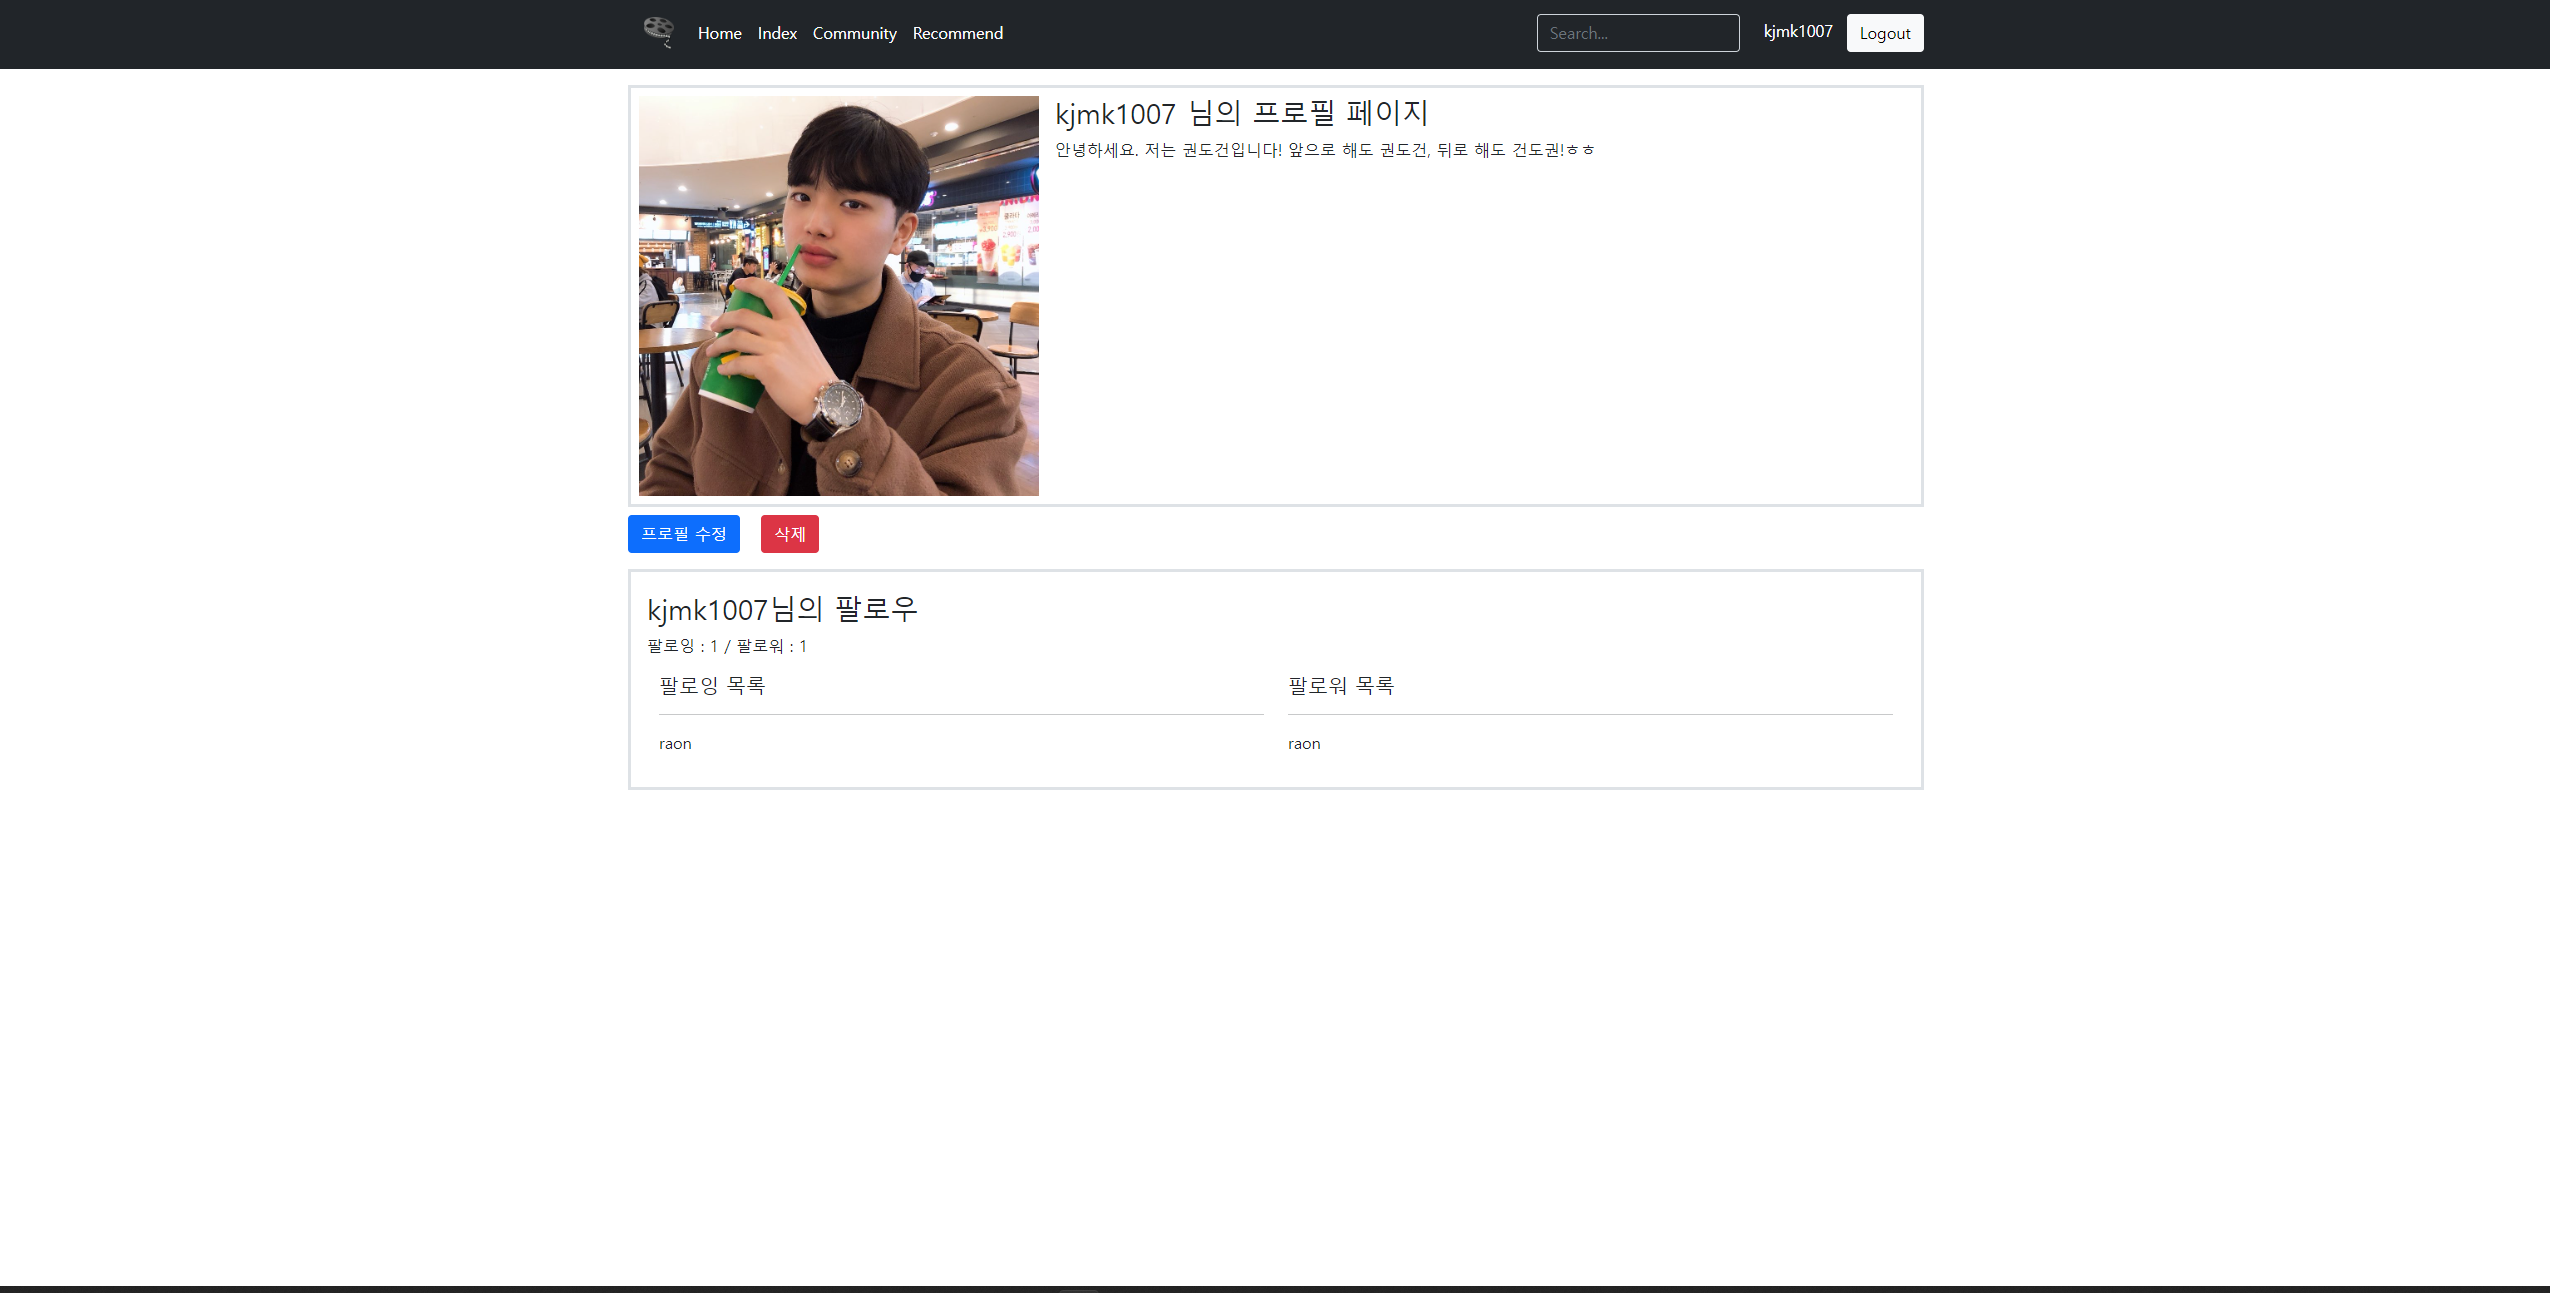 Home Index Community Recommend Search... kjmk1007 Logout
kjmk1007 님의 프로필 페이지
안녕하세요. 저는 권도건입니다! 앞으로 해도 권도건, 뒤로 해도 건도권!ㅎㅎ
프로필 수정 삭제
kjmk1007님의 팔로우
팔로잉 : 1 / 팔로워 : 1
팔로잉 목록
raon
팔로워 목록
raon